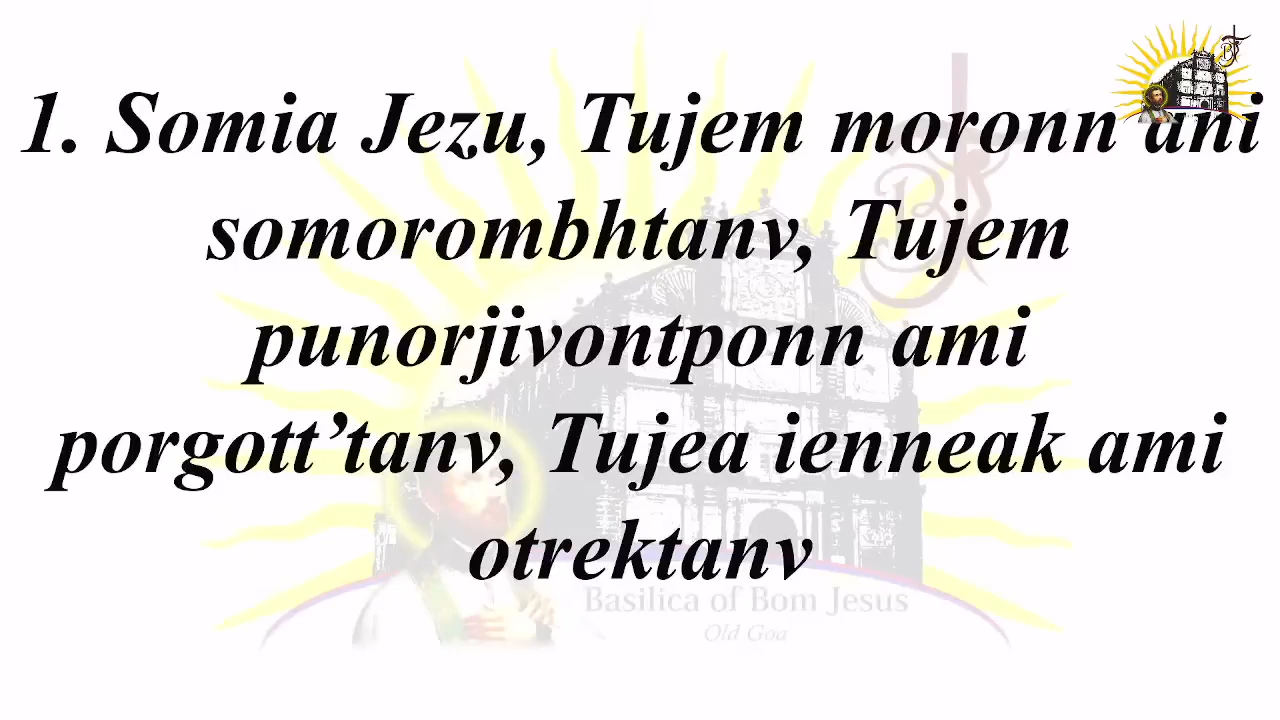 1. Somia Jezu, Tujem moronn ani
somorombhtanv, Tujem
punorjivontponn ami
porgott’tanv, Tujea ienneak ami
otrektanv
Basilica of Bom Jesus
Old Goa